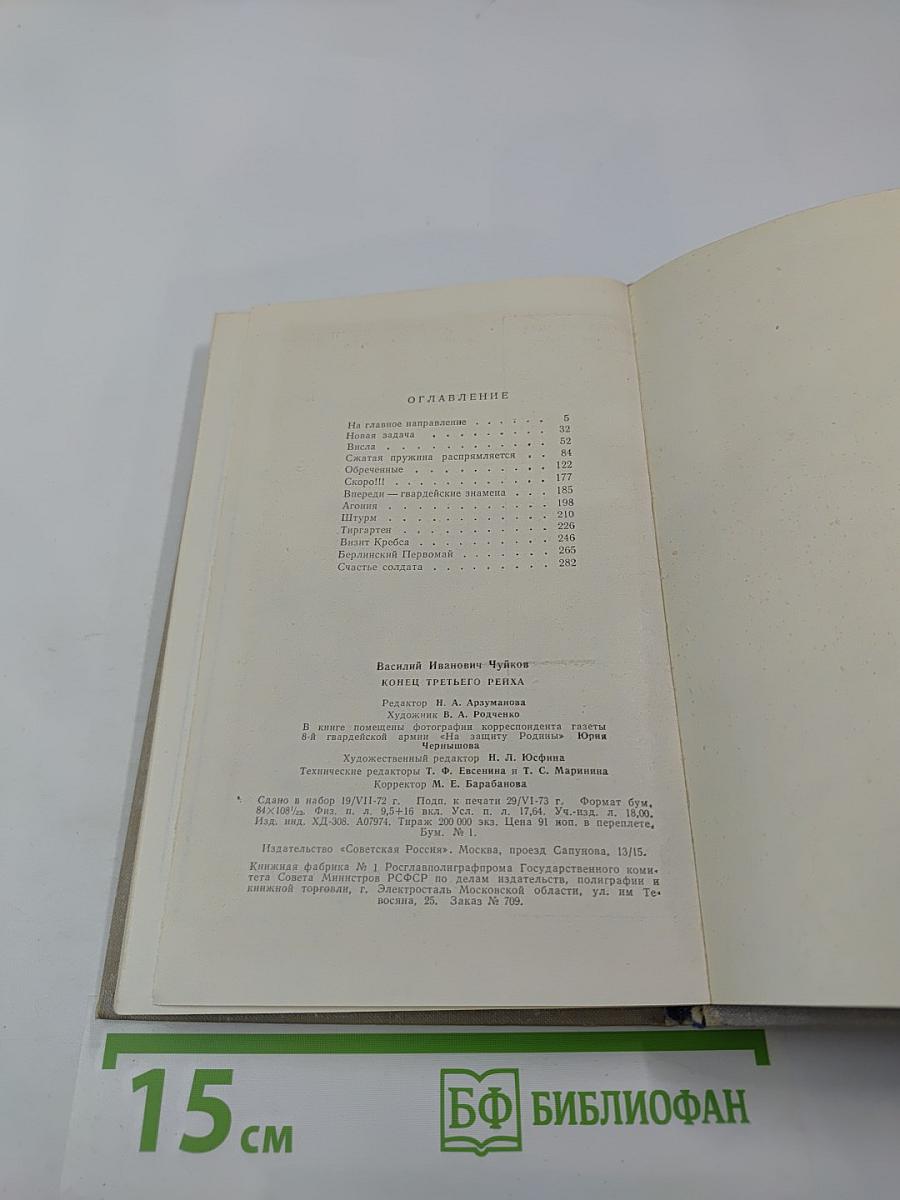 ОГЛАВЛЕНИЕ
На главное направление . . . . . . 5
Новая задача . . . . . . . . . 32
Висла . . . . . . . . . . . 52
Сжатая пружина распрямляется . . 84
Обреченные . . . . . . . . . . 122
Скоро!!! . . . . . . . . . . . 177
Впереди — гвардейские знамена . . . 185
Агония . . . . . . . . . . . 198
Штурм . . . . . . . . . . . 210
Тиргартен . . . . . . . . . . 226
Визит Кребса . . . . . . . . . 246
Берлинский Первомай . . . . . . . 265
Счастье солдата . . . . . . . . . 282
Василий Иванович Чуйков
КОНЕЦ ТРЕТЬЕГО РЕЙХА
Редактор Н. А. Арзуманова
Художник В. А. Родченко
В книге помещены фотографии корреспондента газеты
8-й гвардейской армии «На защиту Родины» Юрия
Чернышова
Художественный редактор Н. Л. Юсфина
Технические редакторы Т. Ф. Евсенина и Т. С. Маринина
Корректор М. Е. Барабанова
Сдано в набор 19/VII-72 г. Подп. к печати 29/VI-73 г. Формат бум.
84×108¹/₃₂. Физ. п. л. 9,5+16 вкл. Усл. п. л. 17,64. Уч.-изд. л. 18,00.
Изд. инд. ХД-308. А07974. Тираж 200 000 экз. Цена 91 коп. в переплете,
Бум. № 1.
Издательство «Советская Россия». Москва, проезд Сапунова, 13/15.
Книжная фабрика № 1 Росглавполиграфпрома Государственного коми-
тета Совета Министров РСФСР по делам издательств, полиграфии и
книжной торговли, г. Электросталь Московской области, ул. им Те-
восяна, 25. Заказ № 709.
15 см
БФ БИБЛИОФАН